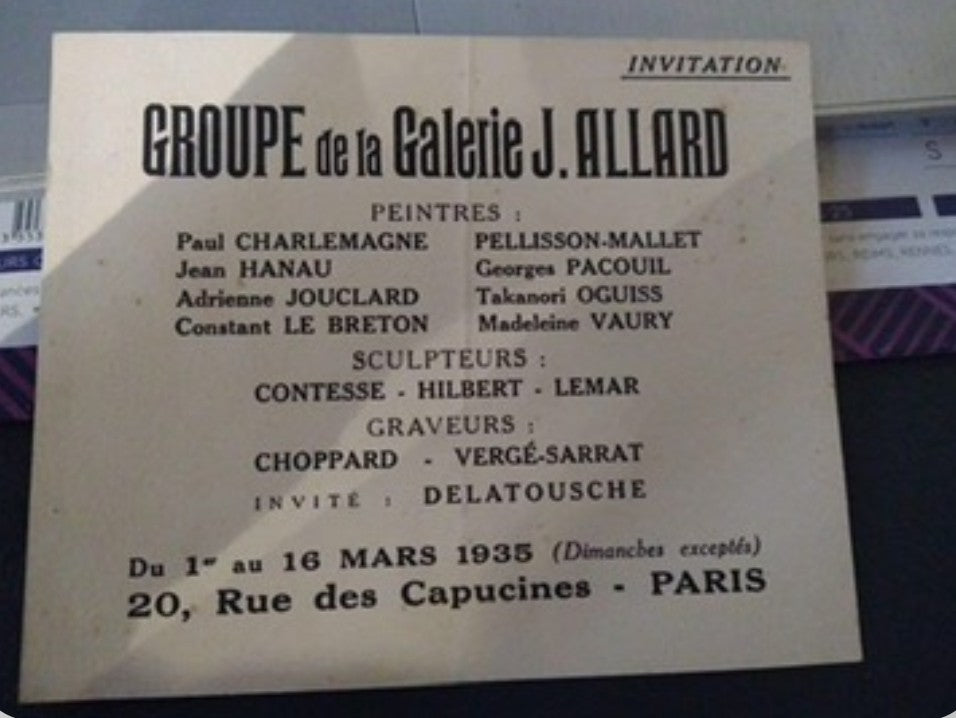 INVITATION
GROUPE de la Galerie J. ALLARD
PEINTRES :
Paul CHARLEMAGNE PELLISSON-MALLET
Jean HANAU Georges PACOUIL
Adrienne JOUCLARD Takanori OGUISS
Constant LE BRETON Madeleine VAURY
SCULPTEURS :
CONTESSE - HILBERT - LEMAR
GRAVEURS :
CHOPPARD - VERGÉ-SARRAT
INVITÉ : DELATOUSCHE
Du 1er au 16 MARS 1935 (Dimanches exceptés)
20, Rue des Capucines - PARIS